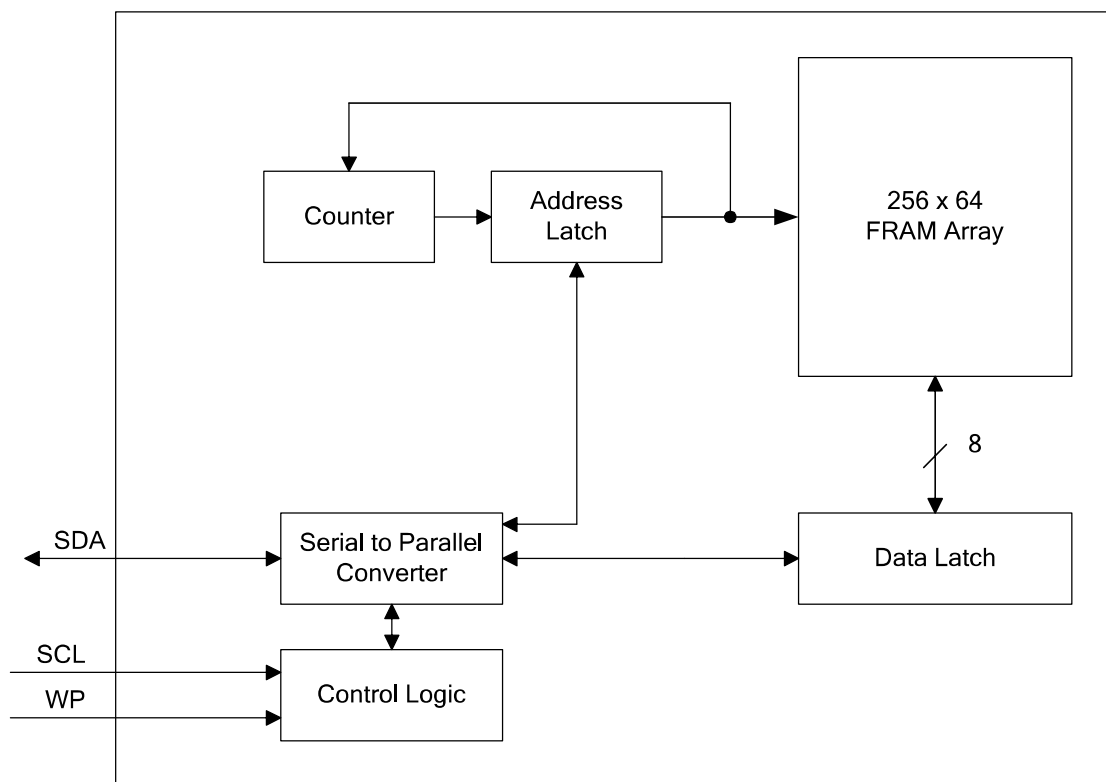 Counter
Address
Latch
256 x 64
FRAM Array
8
SDA
Serial to Parallel
Converter
Data Latch
SCL
WP
Control Logic